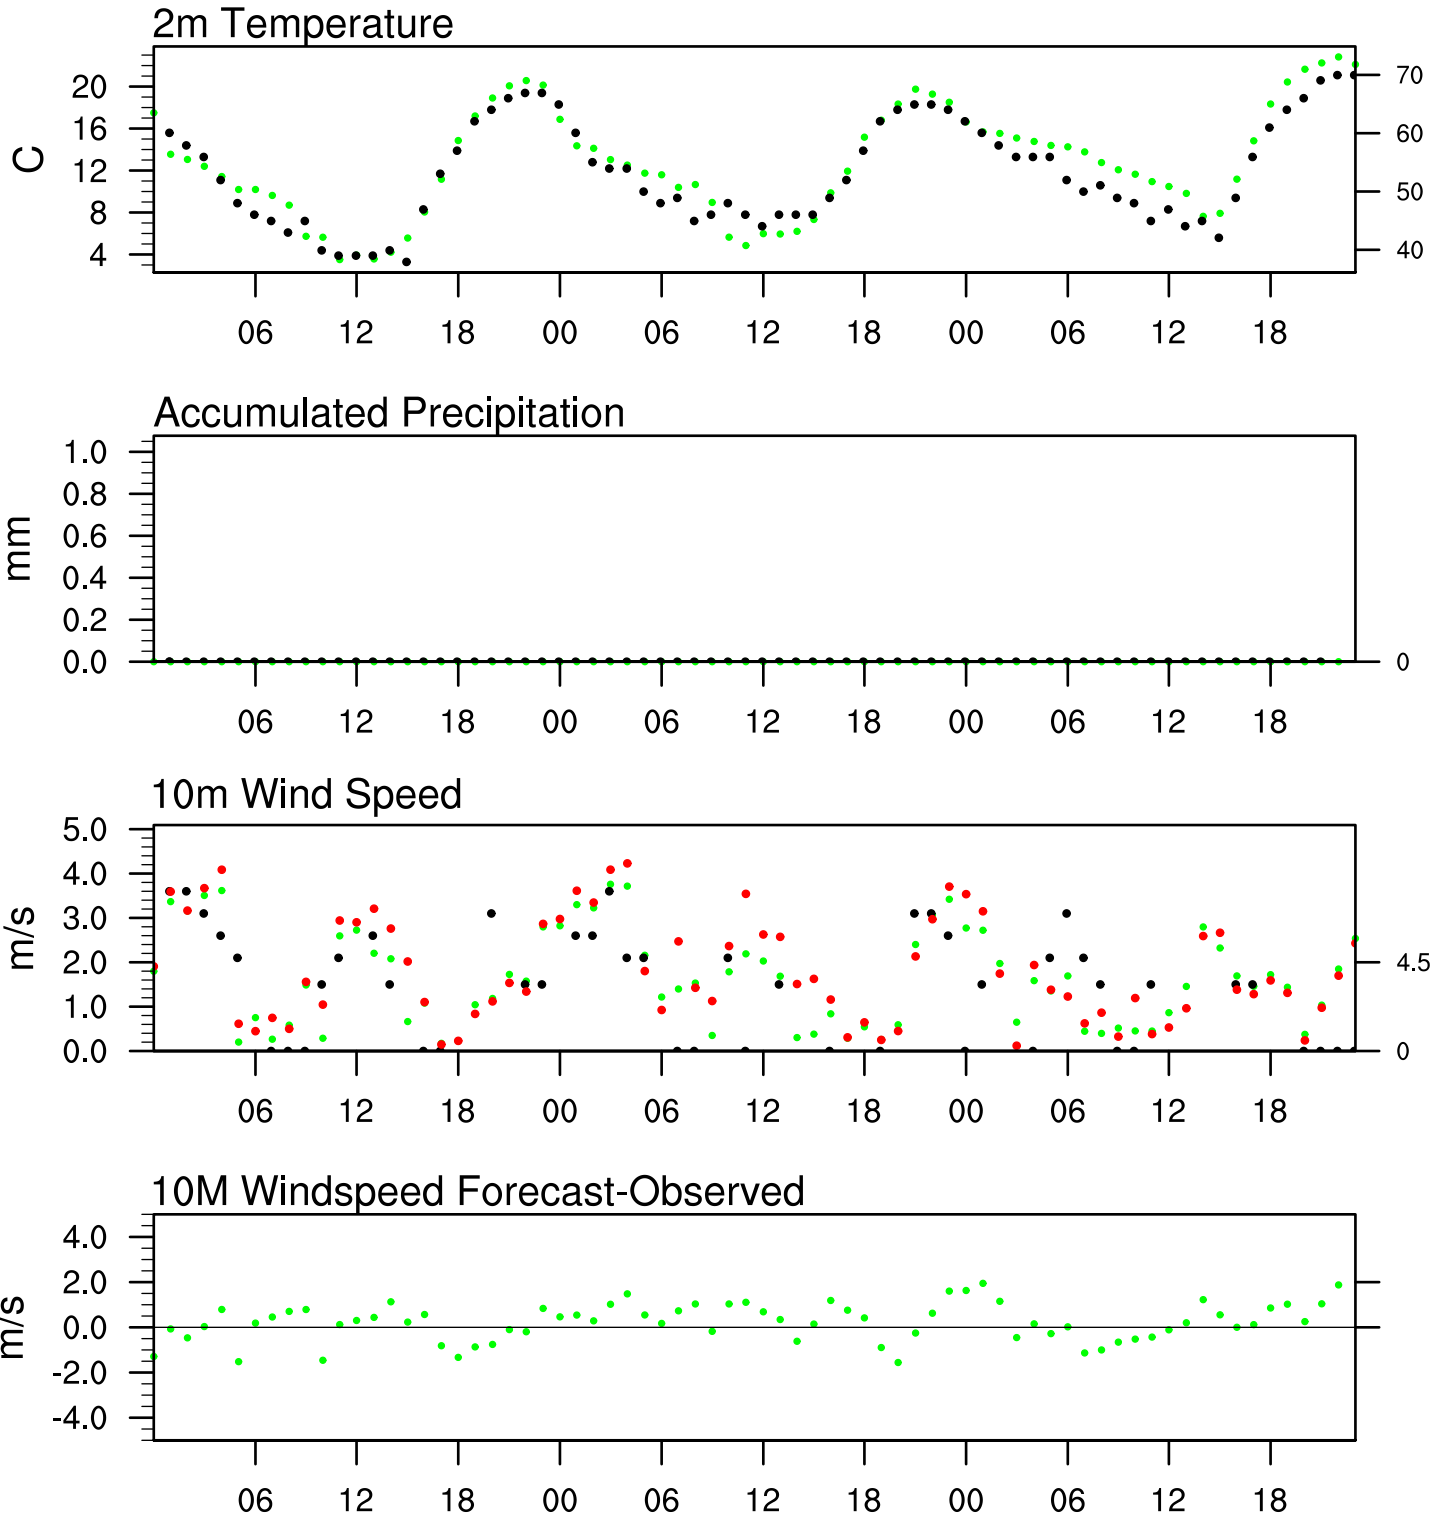 2m Temperature
20
16
12
8
4
C
70
60
50
40
06 12 18 00 06 12 18 00 06 12 18
Accumulated Precipitation
1.0
0.8
0.6
0.4
0.2
0.0
mm
0
06 12 18 00 06 12 18 00 06 12 18
10m Wind Speed
5.0
4.0
3.0
2.0
1.0
0.0
m/s
4.5
0
06 12 18 00 06 12 18 00 06 12 18
10M Windspeed Forecast-Observed
4.0
2.0
0.0
-2.0
-4.0
m/s
06 12 18 00 06 12 18 00 06 12 18